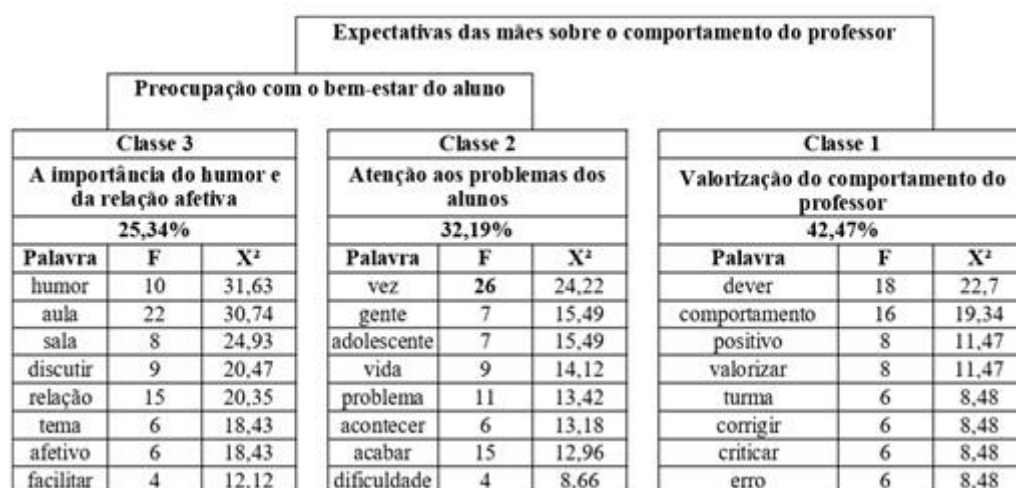 Expectativas das mães sobre o comportamento do professor
Preocupação com o bem-estar do aluno
Classe 3
A importância do humor e
da relação afetiva
25,34%
Palavra F X²
humor 10 31,63
aula 22 30,74
sala 8 24,93
discutir 9 20,47
relação 15 20,35
tema 6 18,43
afetivo 6 18,43
facilitar 4 12,12
Classe 2
Atenção aos problemas dos
alunos
32,19%
Palavra F X²
vez 26 24,22
gente 7 15,49
adolescente 7 15,49
vida 9 14,12
problema 11 13,42
acontecer 6 13,18
acabar 15 12,96
dificuldade 4 8,66
Classe 1
Valorização do comportamento do
professor
42,47%
Palavra F X²
dever 18 22,7
comportamento 16 19,34
positivo 8 11,47
valorizar 8 11,47
turma 6 8,48
corrigir 6 8,48
criticar 6 8,48
erro 6 8,48